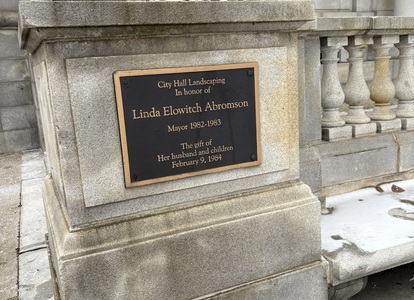 City Hall Landscaping
In honor of
Linda Elowitch Abromson
Mayor 1982-1983
The gift of
Her husband and children
February 9, 1984